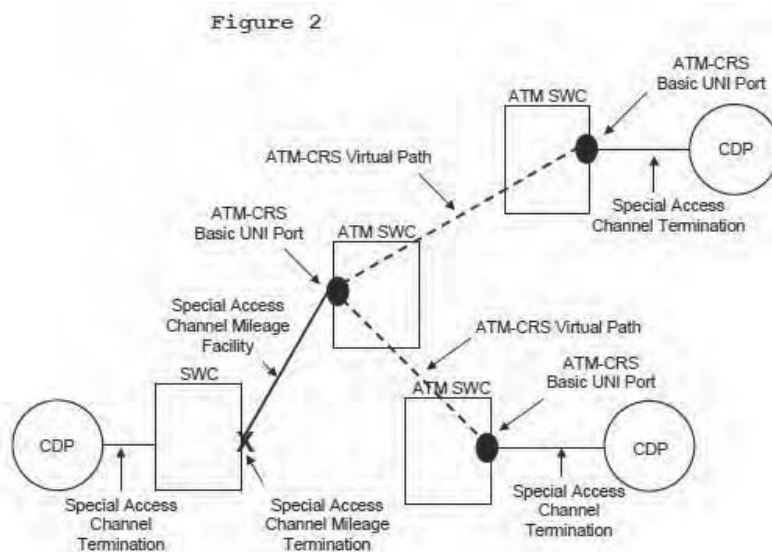 Figure 2
ATM-CRS
Basic UNI Port
ATM SWC
CDP
ATM-CRS Virtual Path
Special Access
Channel Termination
ATM-CRS
Basic UNI Port
ATM SWC
Special Access
Channel Mileage
Facility
ATM-CRS Virtual Path
ATM-CRS
Basic UNI Port
SWC
ATM SWC
CDP
X
CDP
Special Access
Channel
Termination
Special Access
Channel Mileage
Termination
Special Access
Channel
Termination